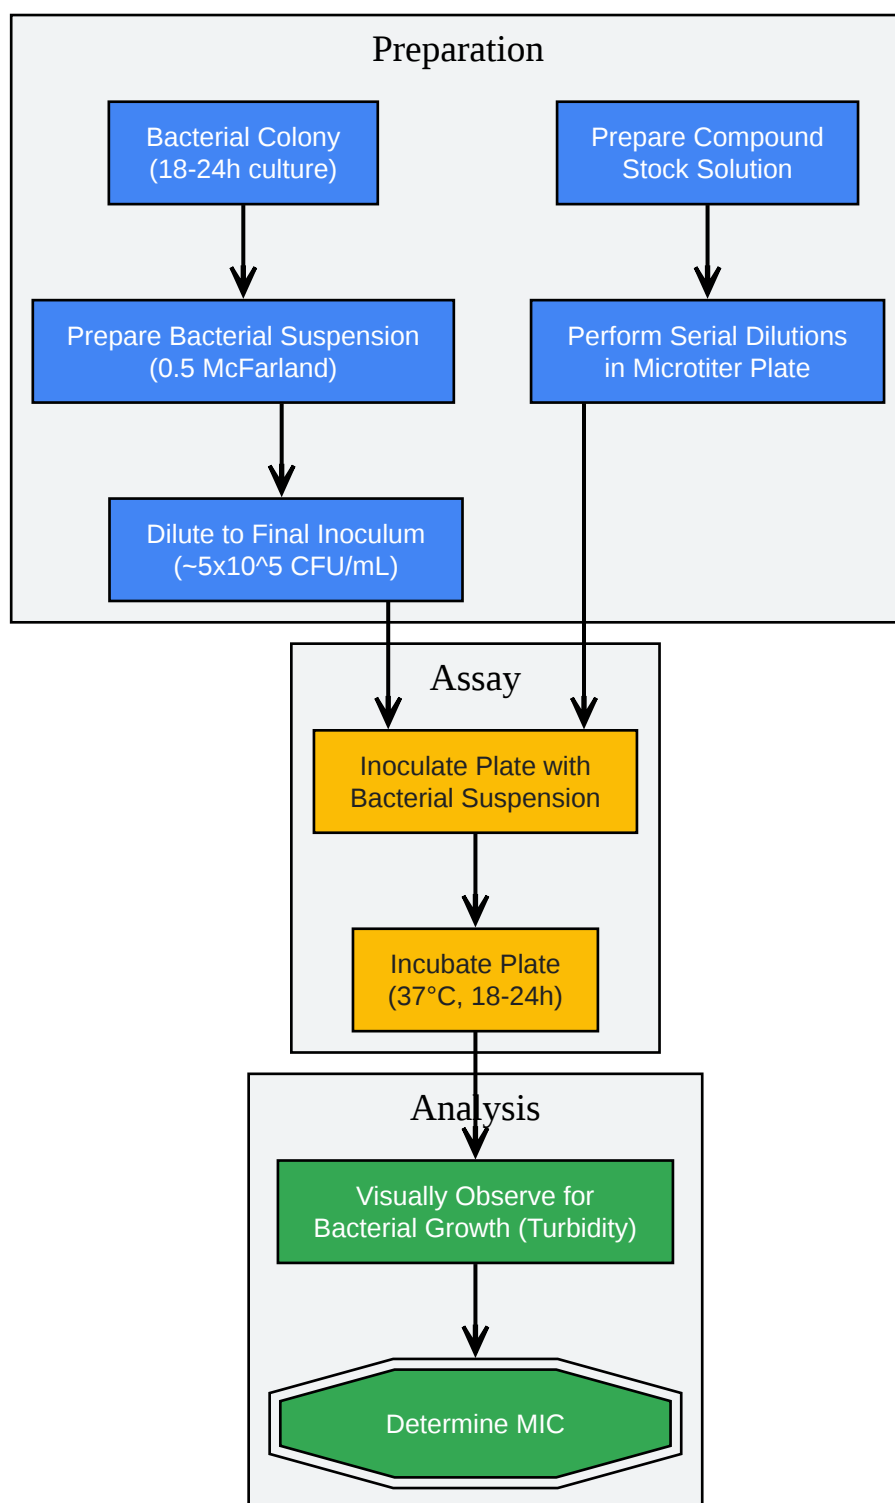 Preparation
Bacterial Colony
(18-24h culture)
Prepare Compound
Stock Solution
Prepare Bacterial Suspension
(0.5 McFarland)
Perform Serial Dilutions
in Microtiter Plate
Dilute to Final Inoculum
(~5x10^5 CFU/mL)
Assay
Inoculate Plate with
Bacterial Suspension
Incubate Plate
(37°C, 18-24h)
Analysis
Visually Observe for
Bacterial Growth (Turbidity)
Determine MIC